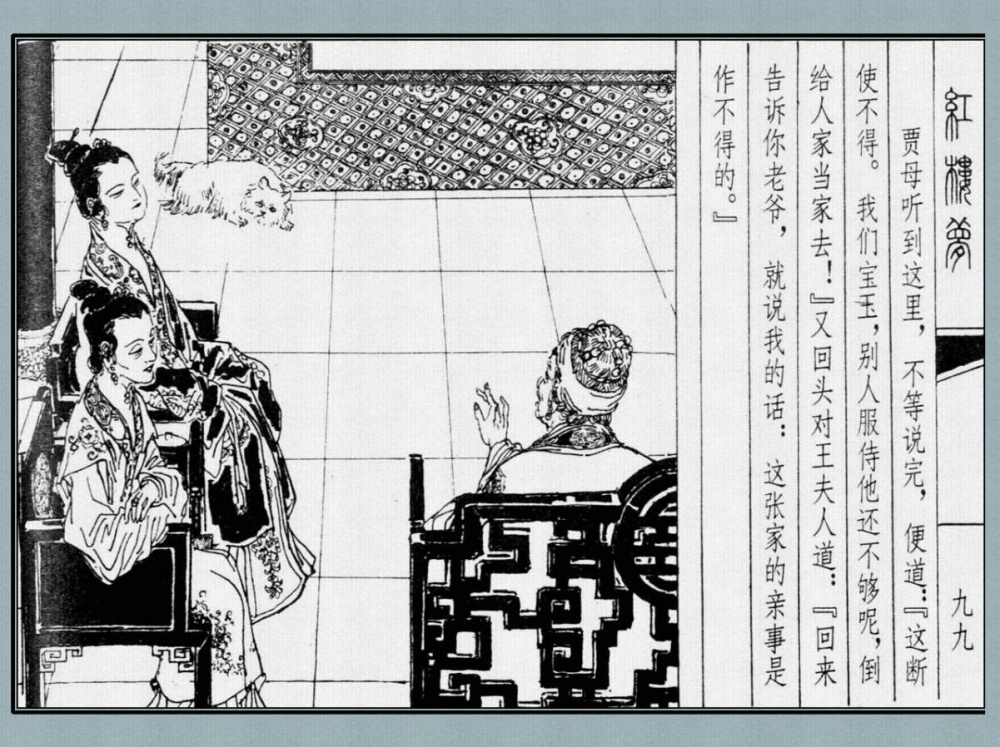 紅樓夢
九九
贾母听到这里，不等说完，便道：『这断
使不得。我们宝玉，别人服侍他还不够呢，倒
给人家当家去！』又回头对王夫人道：『回来
告诉你老爷，就说我的话：这张家的亲事是
作不得的。』